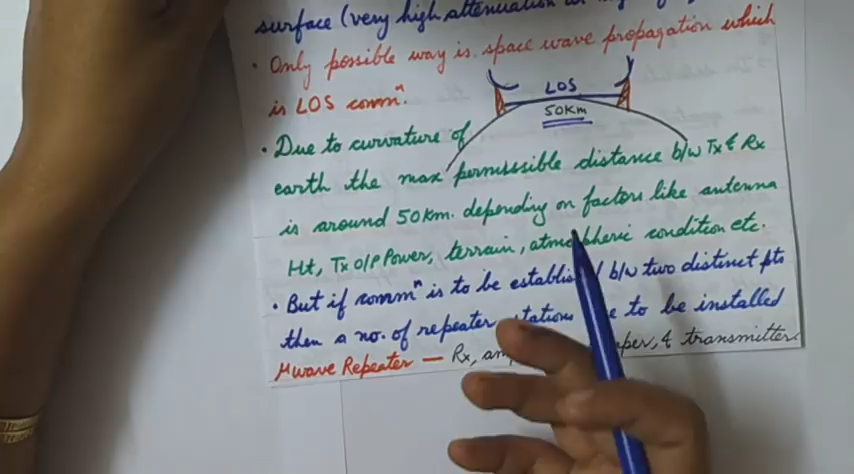 surface (very high attenuation
• Only possible way is space wave propagation which
is LOS commⁿ.
LOS
50Km
• Due to curvature of
earth the max permissible distance b/w Tx & Rx
is around 50Km. depending on factors like antenna
Ht, Tx O/P Power, terrain, atmospheric condition etc.
• But if commⁿ is to be b/w two distinct pts
then a no. of repeater stations to be installed
μwave Repeater — Rx, & transmitter